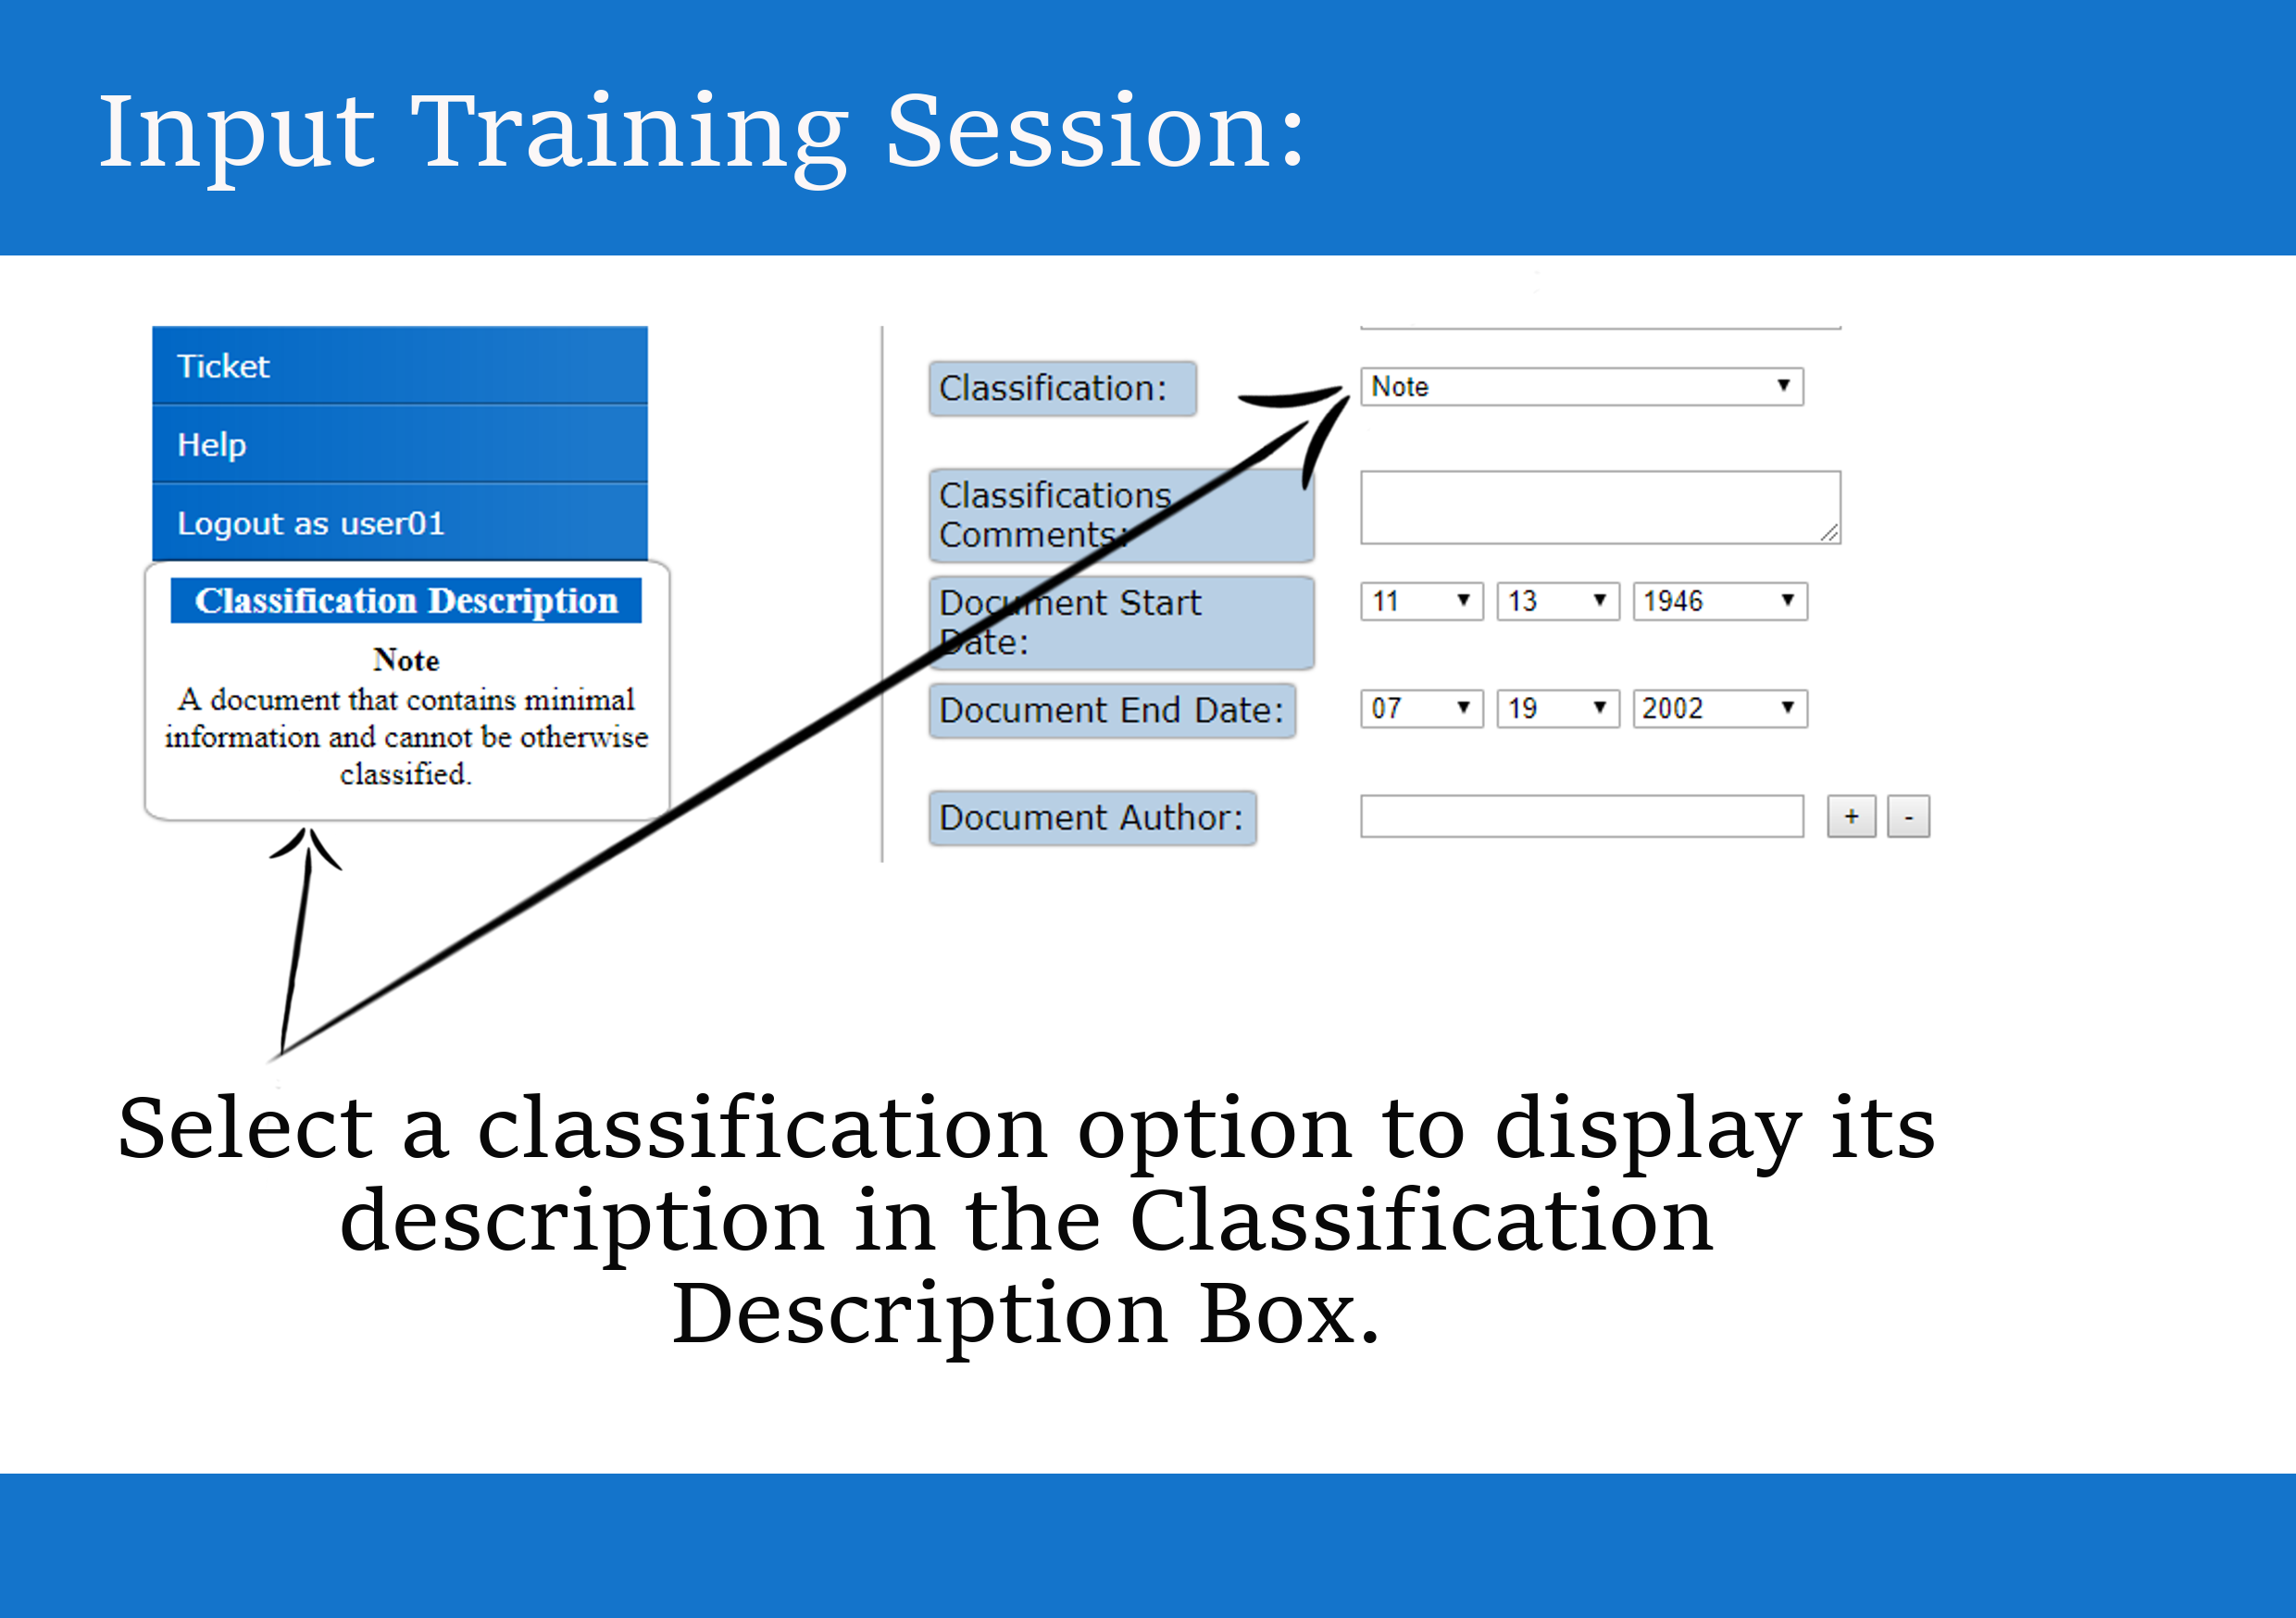 Input Training Session:
Ticket
Help
Logout as user01
Classification Description
Note
A document that contains minimal
information and cannot be otherwise
classified.
Classification:
Note
Classifications
Comments:
Document Start
Date:
11
13
1946
Document End Date:
07
19
2002
Document Author:
+
-
Select a classification option to display its
description in the Classification
Description Box.